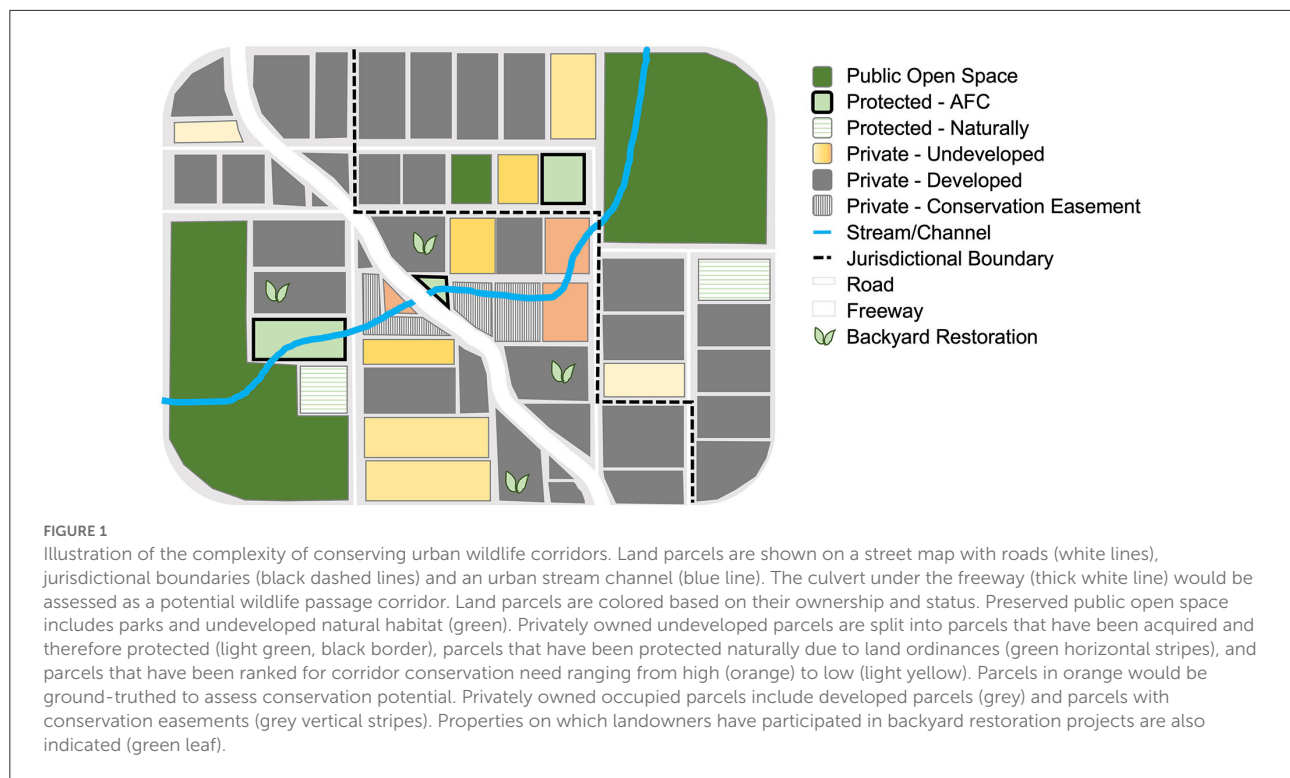 Public Open Space
Protected - AFC
Protected - Naturally
Private - Undeveloped
Private - Developed
Private - Conservation Easement
Stream/Channel
Jurisdictional Boundary
Road
Freeway
Backyard Restoration
FIGURE 1
Illustration of the complexity of conserving urban wildlife corridors. Land parcels are shown on a street map with roads (white lines),
jurisdictional boundaries (black dashed lines) and an urban stream channel (blue line). The culvert under the freeway (thick white line) would be
assessed as a potential wildlife passage corridor. Land parcels are colored based on their ownership and status. Preserved public open space
includes parks and undeveloped natural habitat (green). Privately owned undeveloped parcels are split into parcels that have been acquired and
therefore protected (light green, black border), parcels that have been protected naturally due to land ordinances (green horizontal stripes), and
parcels that have been ranked for corridor conservation need ranging from high (orange) to low (light yellow). Parcels in orange would be
ground-truthed to assess conservation potential. Privately owned occupied parcels include developed parcels (grey) and parcels with
conservation easements (grey vertical stripes). Properties on which landowners have participated in backyard restoration projects are also
indicated (green leaf).